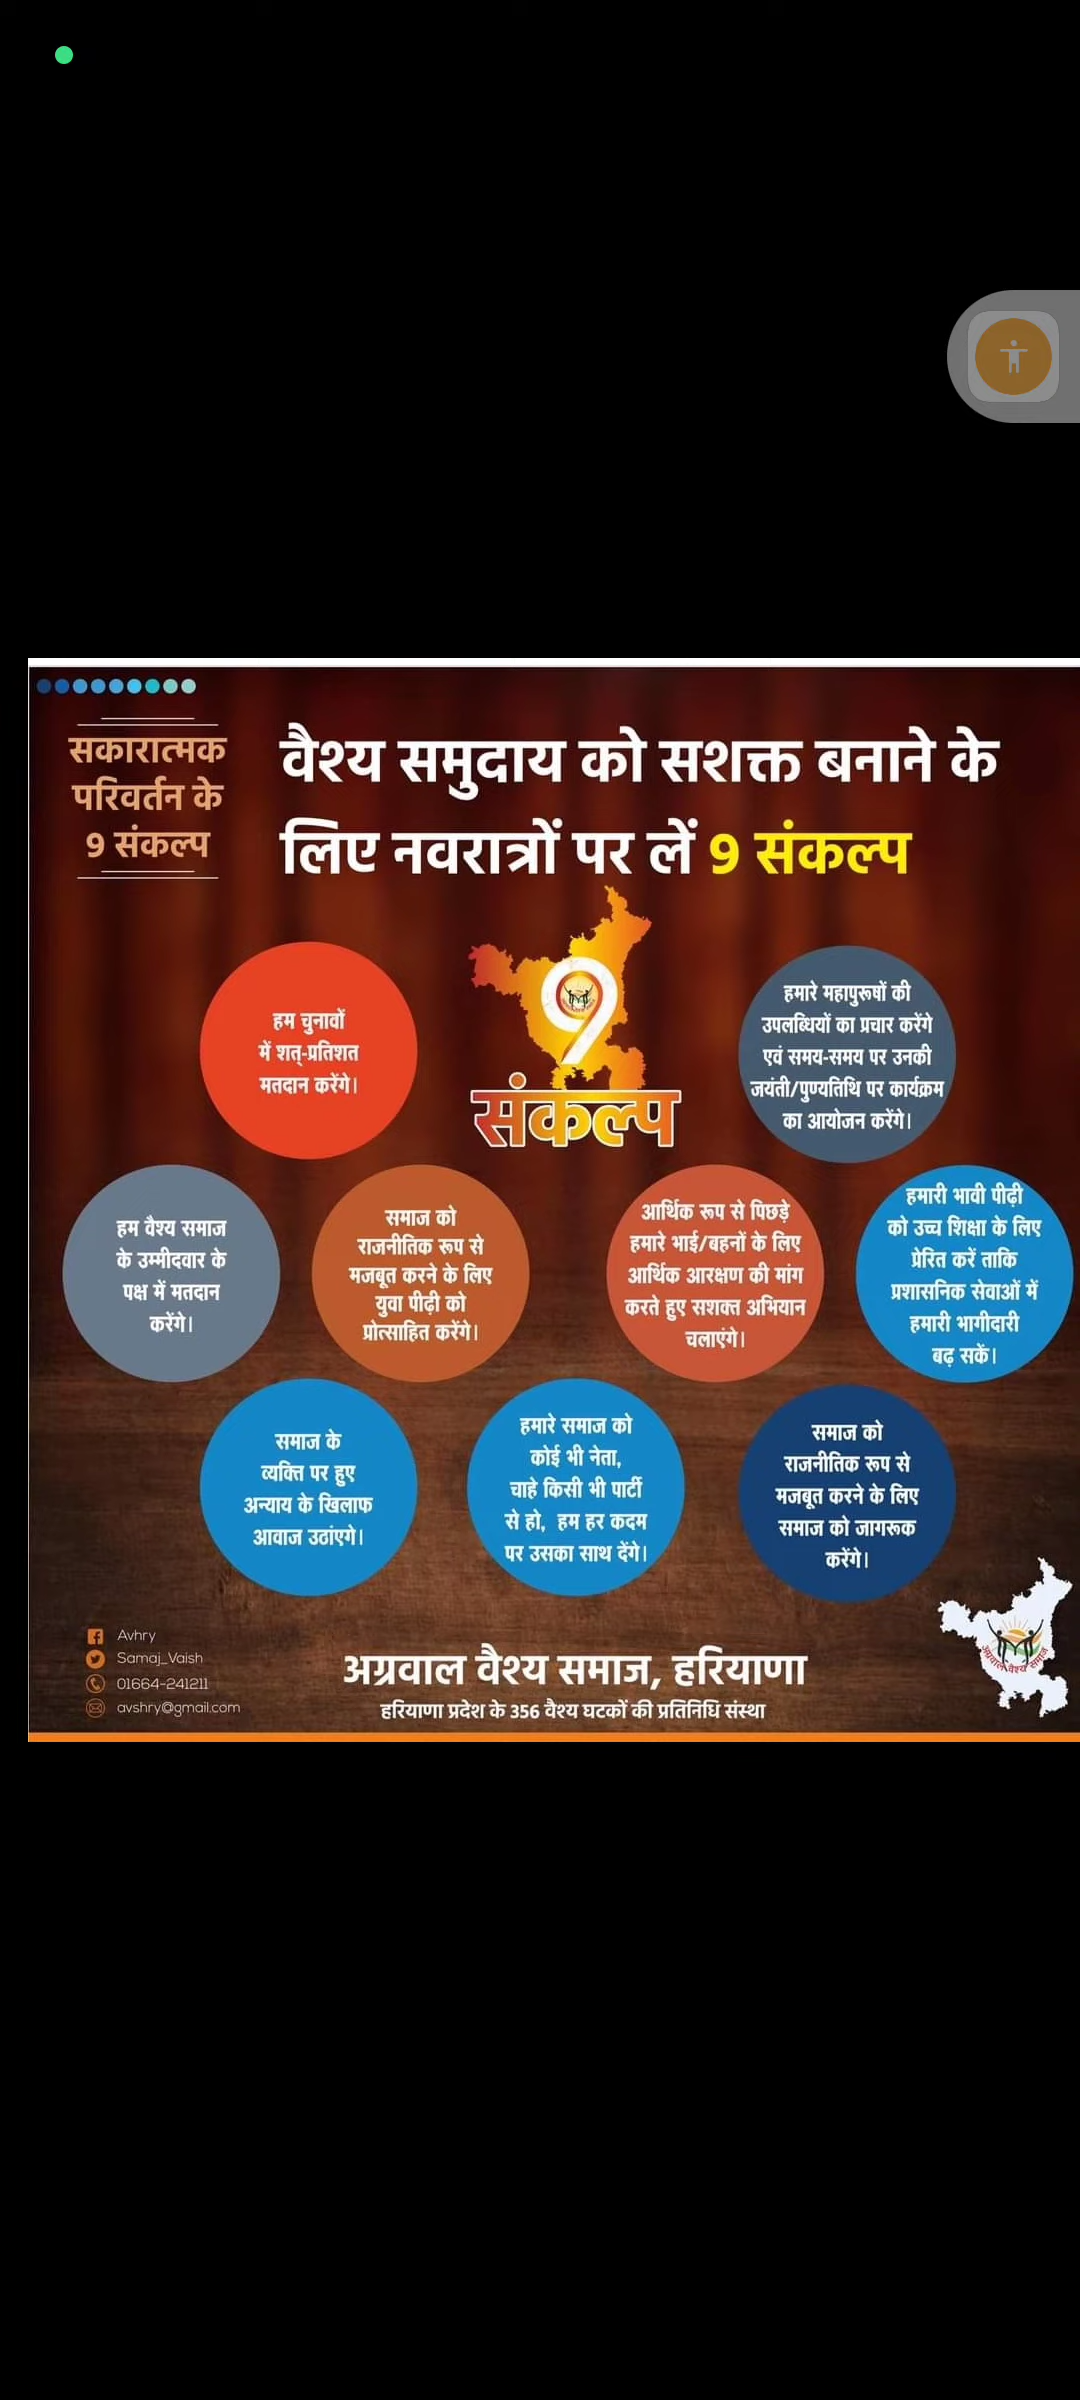 सकारात्मक
परिवर्तन के
9 संकल्प
वैश्य समुदाय को सशक्त बनाने के
लिए नवरात्रों पर लें 9 संकल्प
हम चुनावों
में शत्-प्रतिशत
मतदान करेंगे।
9
संकल्प
हमारे महापुरूषों की
उपलब्धियों का प्रचार करेंगे
एवं समय-समय पर उनकी
जयंती/पुण्यतिथि पर कार्यक्रम
का आयोजन करेंगे।
हम वैश्य समाज
के उम्मीदवार के
पक्ष में मतदान
करेंगे।
समाज को
राजनीतिक रूप से
मजबूत करने के लिए
युवा पीढ़ी को
प्रोत्साहित करेंगे।
आर्थिक रूप से पिछड़े
हमारे भाई/बहनों के लिए
आर्थिक आरक्षण की मांग
करते हुए सशक्त अभियान
चलाएंगे।
हमारी भावी पीढ़ी
को उच्च शिक्षा के लिए
प्रेरित करें ताकि
प्रशासनिक सेवाओं में
हमारी भागीदारी
बढ़ सकें।
समाज के
व्यक्ति पर हुए
अन्याय के खिलाफ
आवाज उठांएगे।
हमारे समाज को
कोई भी नेता,
चाहे किसी भी पार्टी
से हो, हम हर कदम
पर उसका साथ देंगे।
समाज को
राजनीतिक रूप से
मजबूत करने के लिए
समाज को जागरूक
करेंगे।
Avhry
Samaj_Vaish
01664-241211
avshry@gmail.com
अग्रवाल वैश्य समाज, हरियाणा
हरियाणा प्रदेश के 356 वैश्य घटकों की प्रतिनिधि संस्था
अग्रवाल वैश्य समाज